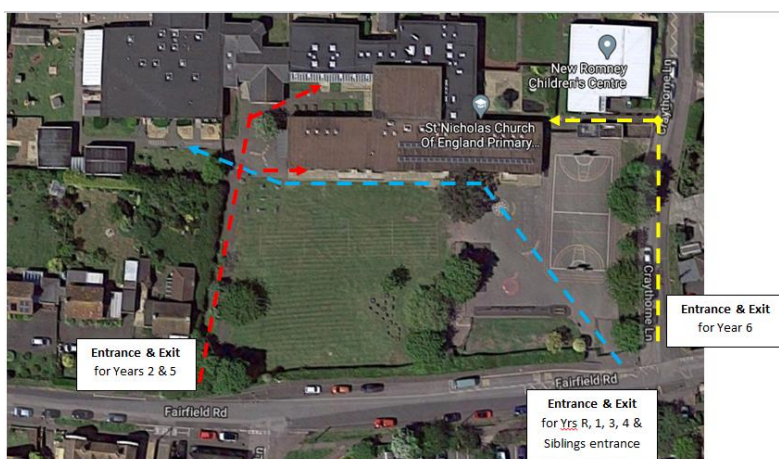 New Romney
Children's Centre
Craythorne Ln
St Nicholas Church
Of England Primary...
Craythorne Ln
Entrance & Exit
for Year 6
Entrance & Exit
for Years 2 & 5
Fairfield Rd
Fairfield Rd
Entrance & Exit
for Yrs R, 1, 3, 4 &
Siblings entrance